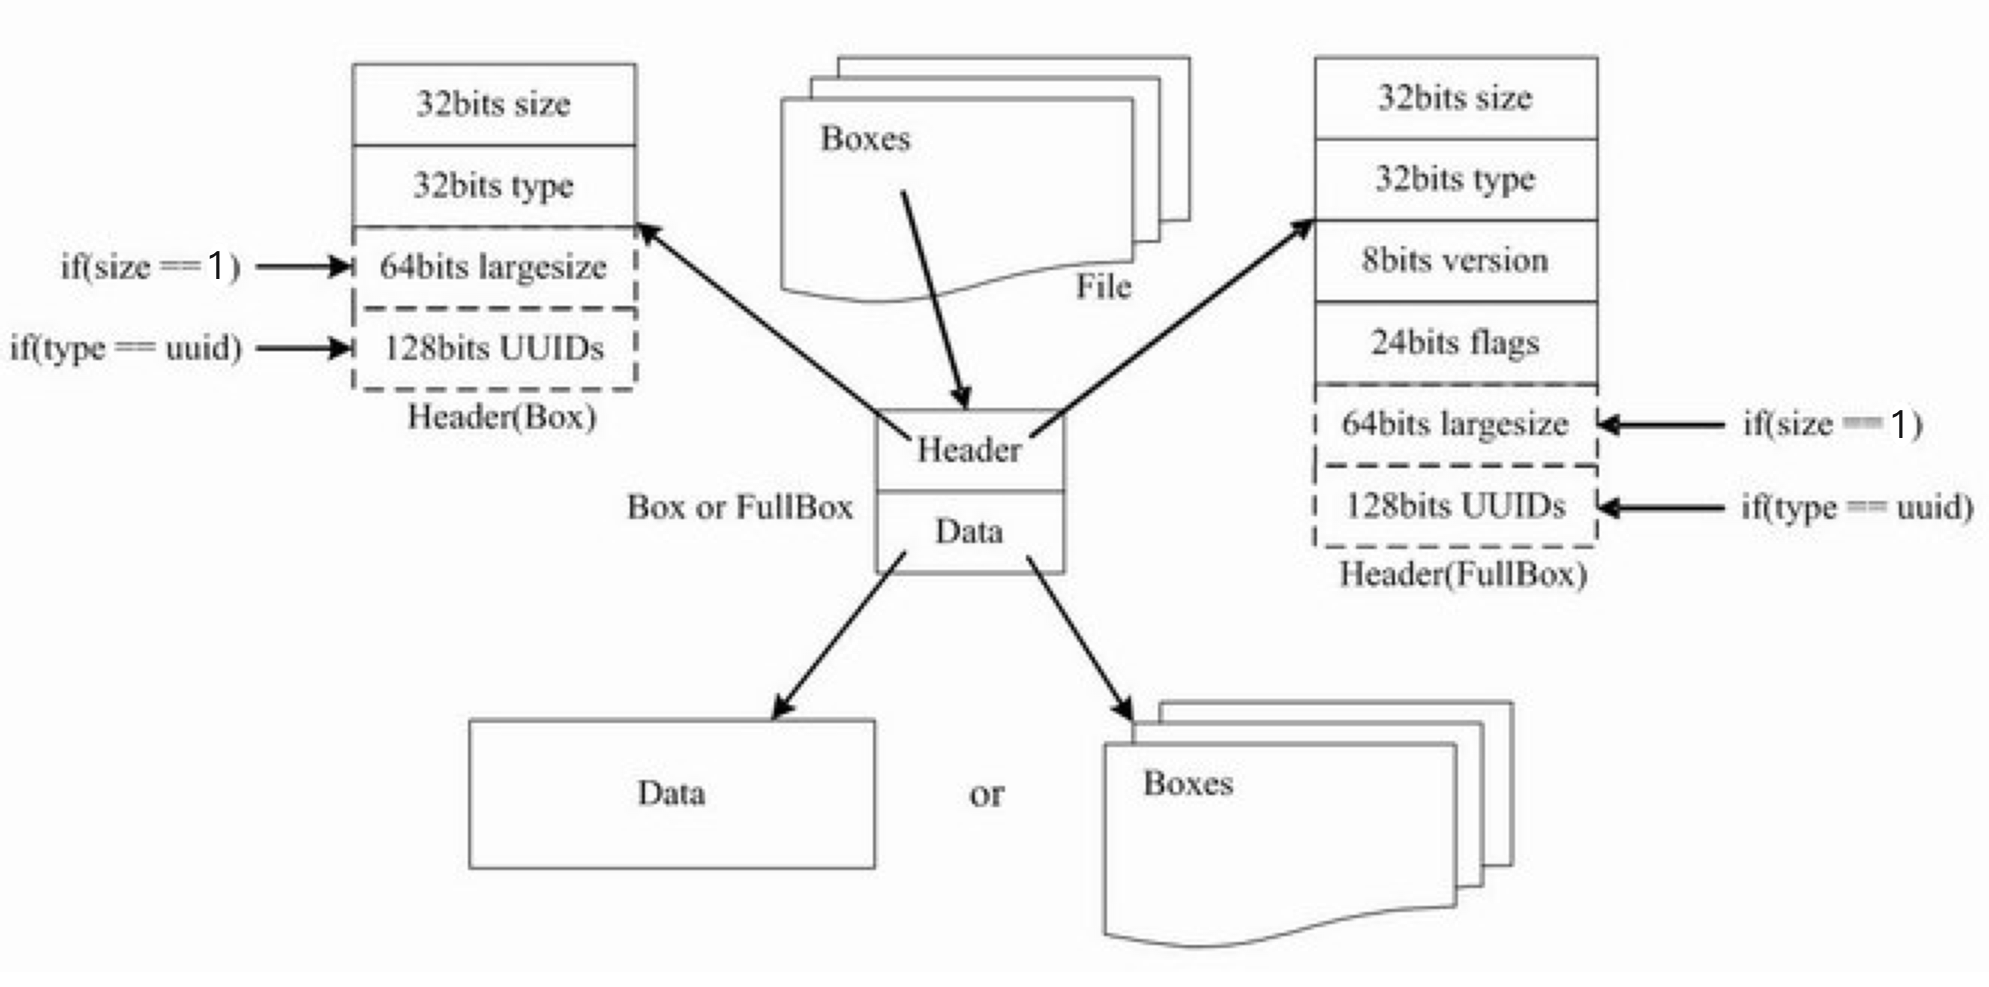 32bits size
32bits type
if(size == 1)
64bits largesize
if(type == uuid)
128bits UUIDs
Header(Box)
Boxes
File
32bits size
32bits type
8bits version
24bits flags
64bits largesize
if(size == 1)
128bits UUIDs
if(type == uuid)
Header(FullBox)
Header
Box or FullBox
Data
Data
or
Boxes